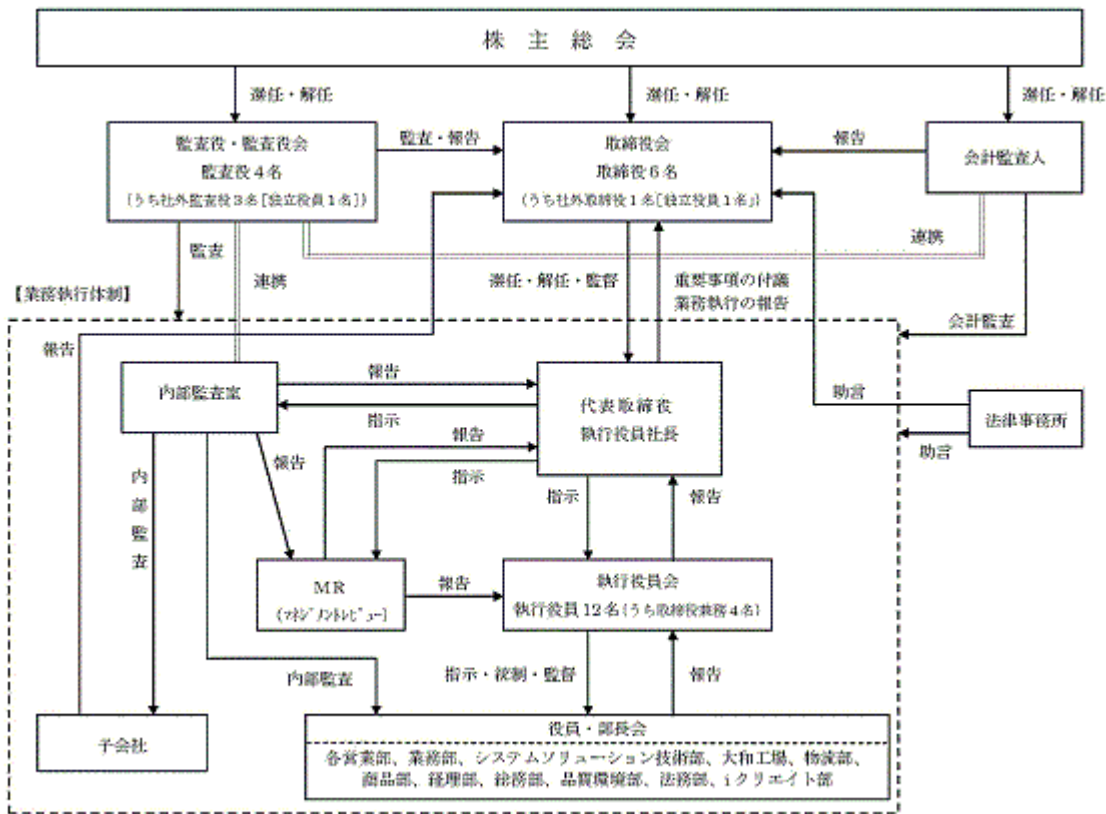 株主総会
選任・解任
選任・解任
選任・解任
監査役・監査役会
監査役4名
(うち社外監査役3名[独立役員1名])
監査・報告
取締役会
取締役6名
(うち社外取締役1名[独立役員1名」)
報告
会計監査人
監査
連携
連携
選任・解任・監督
重要事項の付議
業務執行の報告
【業務執行体制】
会計監査
報告
内部監査室
報告
指示
代表取締役
執行役員社長
助言
法律事務所
助言
報告
指示
報告
内部監査
指示
報告
MR
(マネジメントレビュー)
報告
執行役員会
執行役員12名(うち取締役兼務4名)
内部監査
指示・統制・監督
報告
子会社
役員・部長会
各営業部、業務部、システムソリューション技術部、大和工場、物流部、
商品部、経理部、総務部、品質環境部、法務部、iクリエイト部